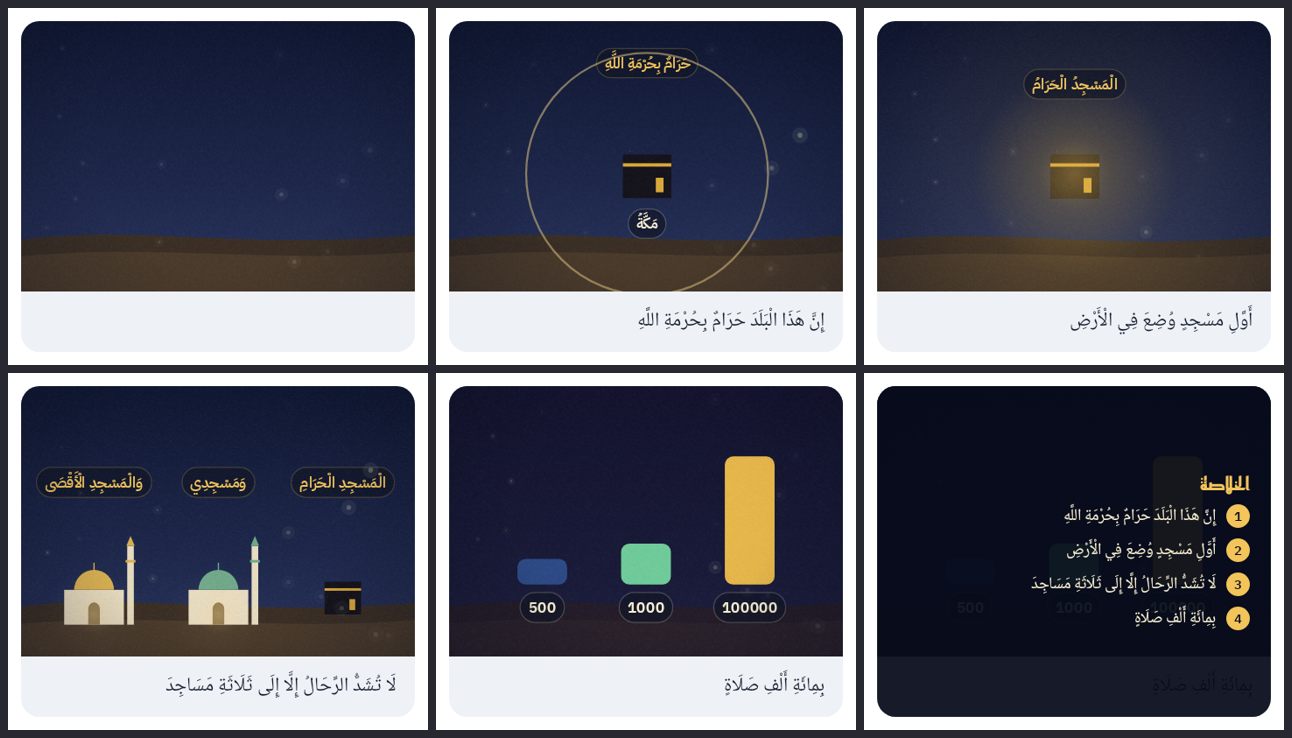 حَرَامٌ بِحُرْمَةِ اللَّهِ
مَكَّةُ
إِنَّ هَذَا الْبَلَدَ حَرَامٌ بِحُرْمَةِ اللَّهِ
الْمَسْجِدُ الْحَرَامُ
أَوَّلِ مَسْجِدٍ وُضِعَ فِي الْأَرْضِ
الْمَسْجِدِ الْحَرَامِ
وَمَسْجِدِي
وَالْمَسْجِدِ الْأَقْصَى
لَا تُشَدُّ الرِّحَالُ إِلَّا إِلَى ثَلَاثَةِ مَسَاجِدَ
500
1000
100000
بِمِائَةِ أَلْفِ صَلَاةٍ
الخلاصة
1 إِنَّ هَذَا الْبَلَدَ حَرَامٌ بِحُرْمَةِ اللَّهِ
2 أَوَّلِ مَسْجِدٍ وُضِعَ فِي الْأَرْضِ
3 لَا تُشَدُّ الرِّحَالُ إِلَّا إِلَى ثَلَاثَةِ مَسَاجِدَ
4 بِمِائَةِ أَلْفِ صَلَاةٍ
500
1000
100000
بِمِائَةِ أَلْفِ صَلَاةٍ